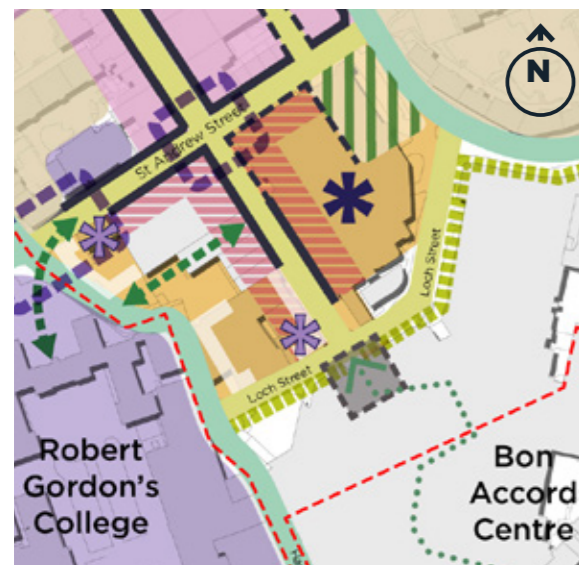 N
St Andrew Street
Loch Street
Loch Street
Robert
Gordon's
College
Bon
Accord
Centre